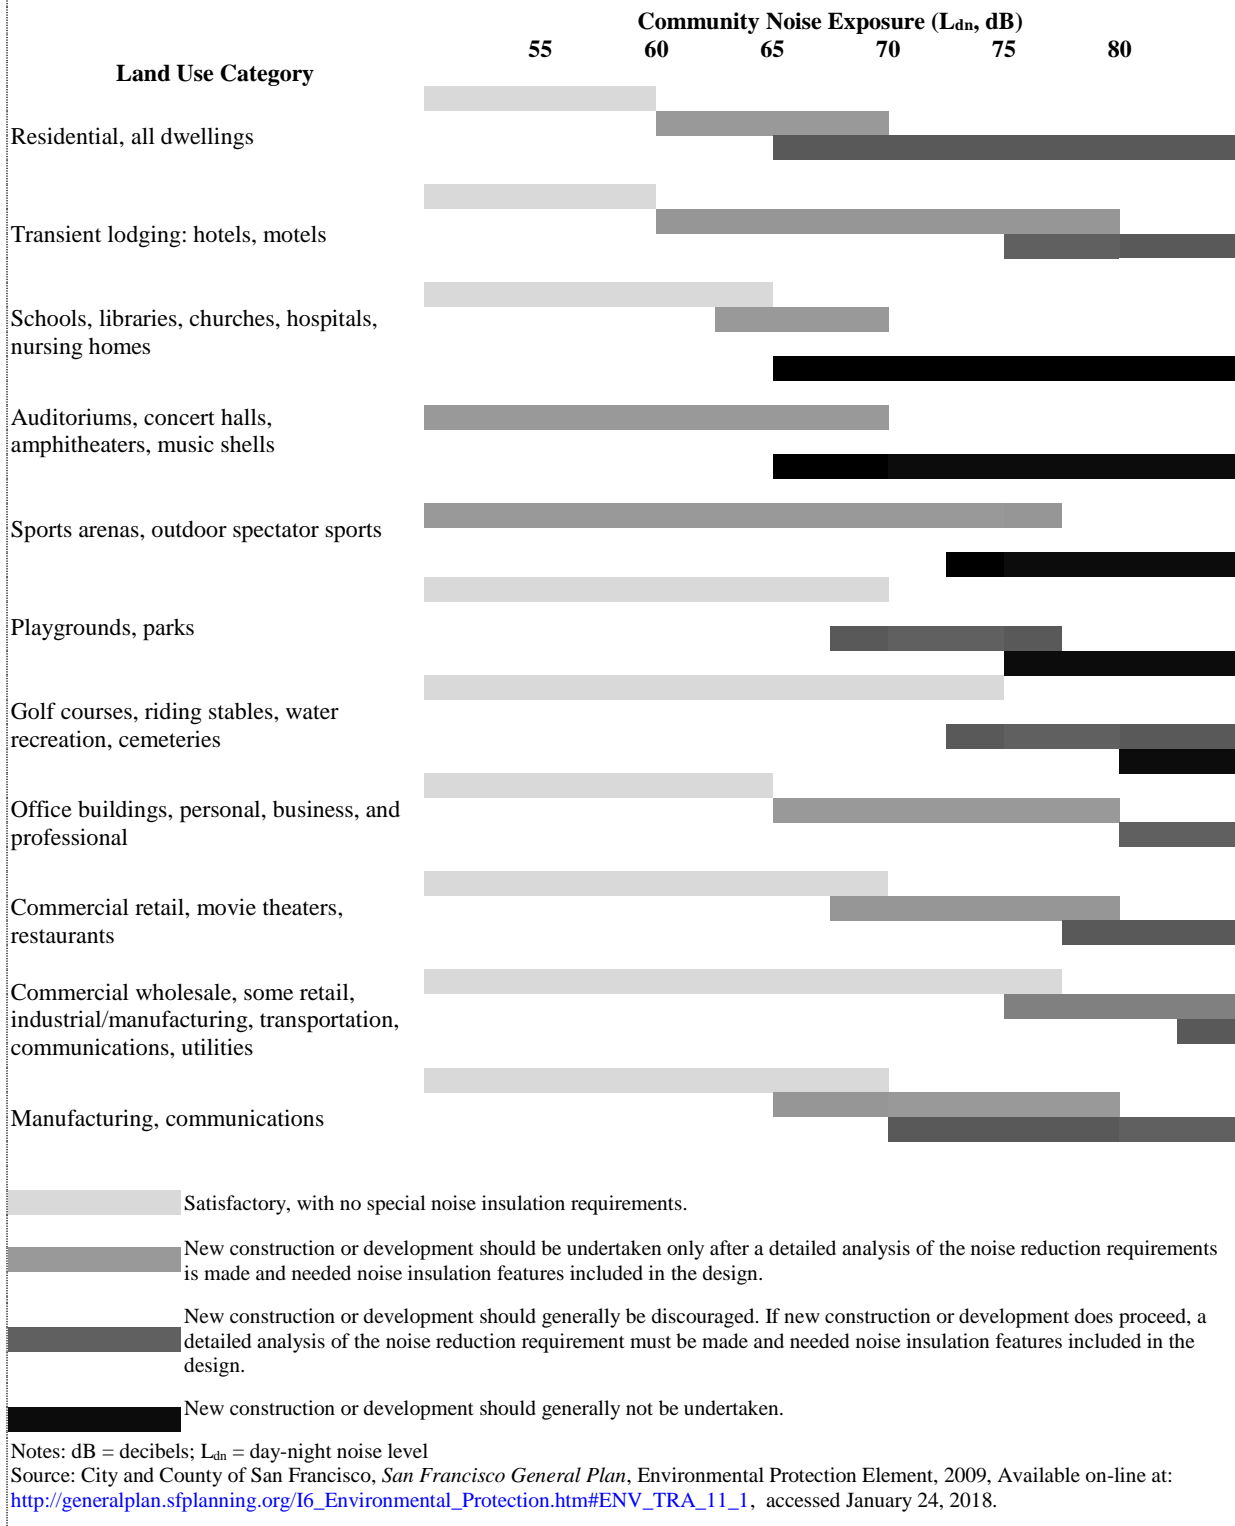 Community Noise Exposure (Ldn, dB)
55 60 65 70 75 80
Land Use Category
Residential, all dwellings
Transient lodging: hotels, motels
Schools, libraries, churches, hospitals,
nursing homes
Auditoriums, concert halls,
amphitheaters, music shells
Sports arenas, outdoor spectator sports
Playgrounds, parks
Golf courses, riding stables, water
recreation, cemeteries
Office buildings, personal, business, and
professional
Commercial retail, movie theaters,
restaurants
Commercial wholesale, some retail,
industrial/manufacturing, transportation,
communications, utilities
Manufacturing, communications
Satisfactory, with no special noise insulation requirements.
New construction or development should be undertaken only after a detailed analysis of the noise reduction requirements
is made and needed noise insulation features included in the design.
New construction or development should generally be discouraged. If new construction or development does proceed, a
detailed analysis of the noise reduction requirement must be made and needed noise insulation features included in the
design.
New construction or development should generally not be undertaken.
Notes: dB = decibels; Ldn = day-night noise level
Source: City and County of San Francisco, San Francisco General Plan, Environmental Protection Element, 2009, Available on-line at:
http://generalplan.sfplanning.org/I6_Environmental_Protection.htm#ENV_TRA_11_1, accessed January 24, 2018.